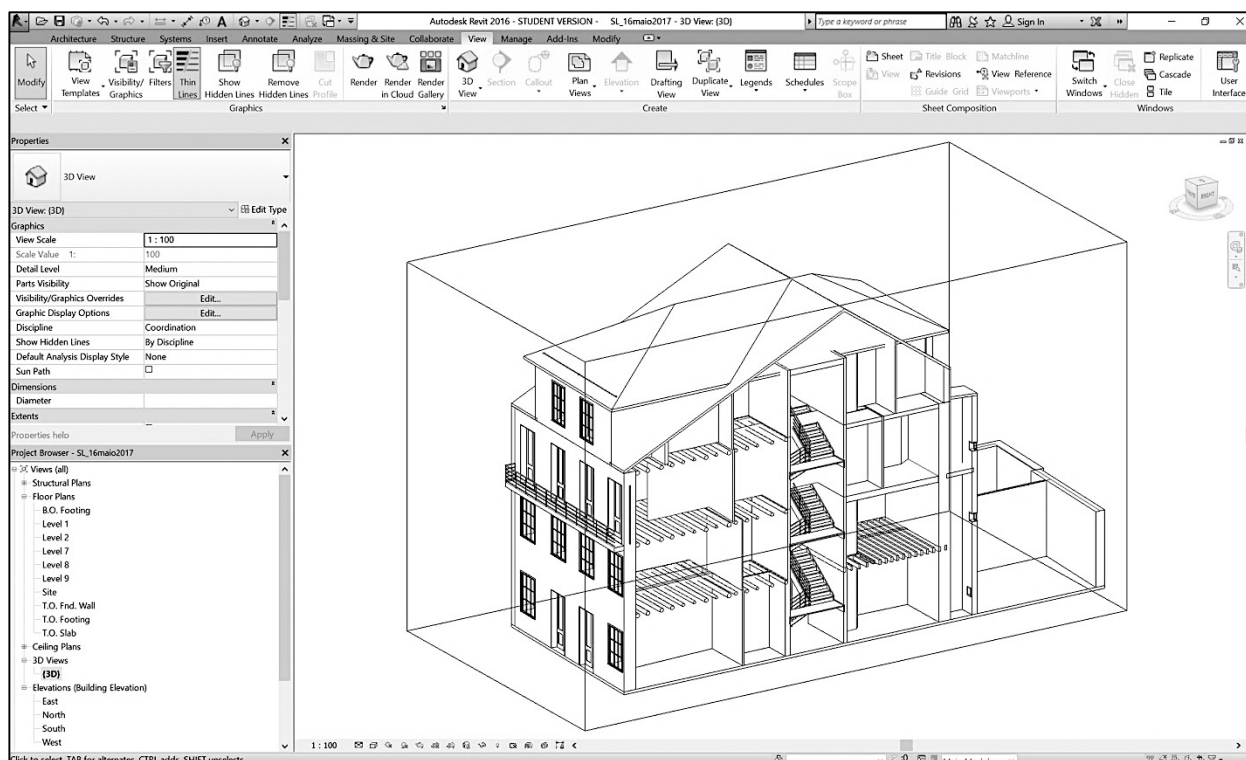 Autodesk Revit 2016 - STUDENT VERSION - SL_16maio2017 - 3D View: {3D}
Type a keyword or phrase
Sign In
Architecture Structure Systems Insert Annotate Analyze Massing & Site Collaborate View Manage Add-Ins Modify
Modify
View Templates
Visibility/ Graphics
Filters
Thin Lines
Show Hidden Lines
Remove Hidden Lines
Cut Profile
Render
Render in Cloud
Render Gallery
3D View
Section
Callout
Plan Views
Elevation
Drafting View
Duplicate View
Legends
Schedules
Scope Box
Sheet
Title Block
Matchline
View
Revisions
View Reference
Guide Grid
Viewports
Switch Windows
Close Hidden
Replicate
Cascade
Tile
User Interface
Select
Graphics
Create
Sheet Composition
Windows
Properties
3D View
3D View: {3D}
Edit Type
Graphics
View Scale 1 : 100
Scale Value 1: 100
Detail Level Medium
Parts Visibility Show Original
Visibility/Graphics Overrides Edit...
Graphic Display Options Edit...
Discipline Coordination
Show Hidden Lines By Discipline
Default Analysis Display Style None
Sun Path
Dimensions
Diameter
Extents
Properties help Apply
Project Browser - SL_16maio2017
Views (all)
Structural Plans
Floor Plans
B.O. Footing
Level 1
Level 2
Level 7
Level 8
Level 9
Site
T.O. Fnd. Wall
T.O. Footing
T.O. Slab
Ceiling Plans
3D Views
{3D}
Elevations (Building Elevation)
East
North
South
West
RIGHT
1 : 100
Click to select, TAB for alternates, CTRL adds, SHIFT unselects.